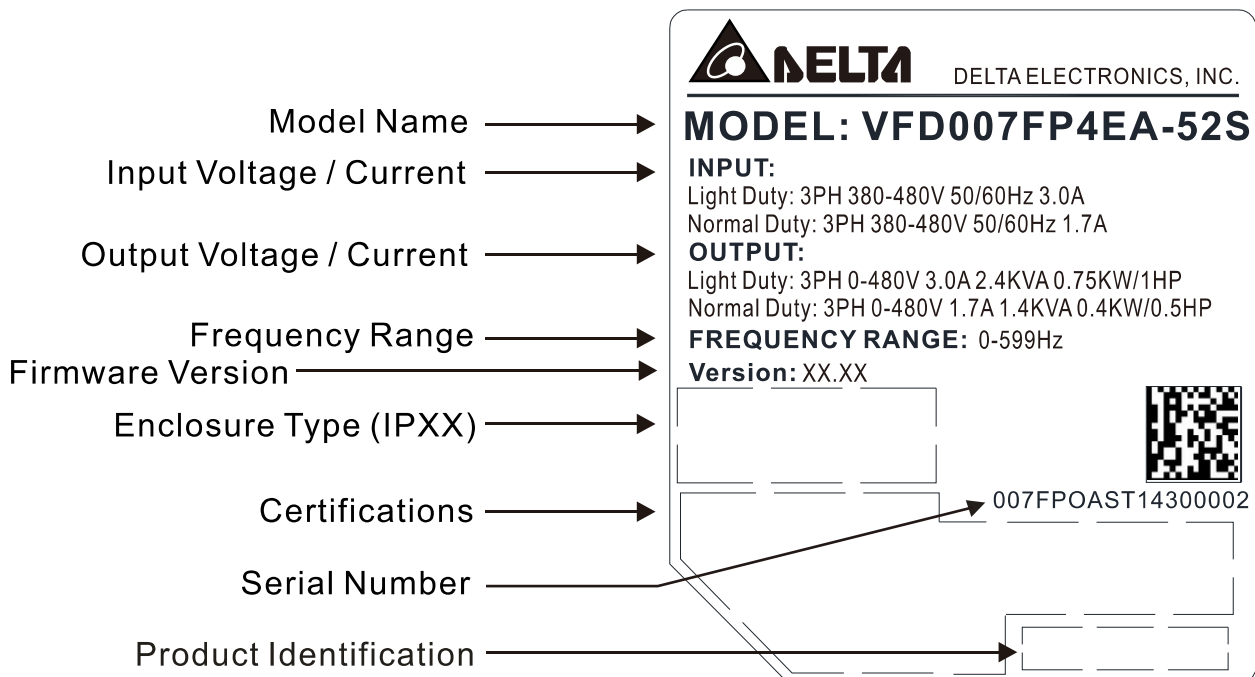 DELTA DELTA ELECTRONICS, INC.
Model Name
MODEL: VFD007FP4EA-52S
Input Voltage / Current
INPUT:
Light Duty: 3PH 380-480V 50/60Hz 3.0A
Normal Duty: 3PH 380-480V 50/60Hz 1.7A
Output Voltage / Current
OUTPUT:
Light Duty: 3PH 0-480V 3.0A 2.4KVA 0.75KW/1HP
Normal Duty: 3PH 0-480V 1.7A 1.4KVA 0.4KW/0.5HP
Frequency Range
FREQUENCY RANGE: 0-599Hz
Firmware Version
Version: XX.XX
Enclosure Type (IPXX)
Certifications
007FPOAST14300002
Serial Number
Product Identification